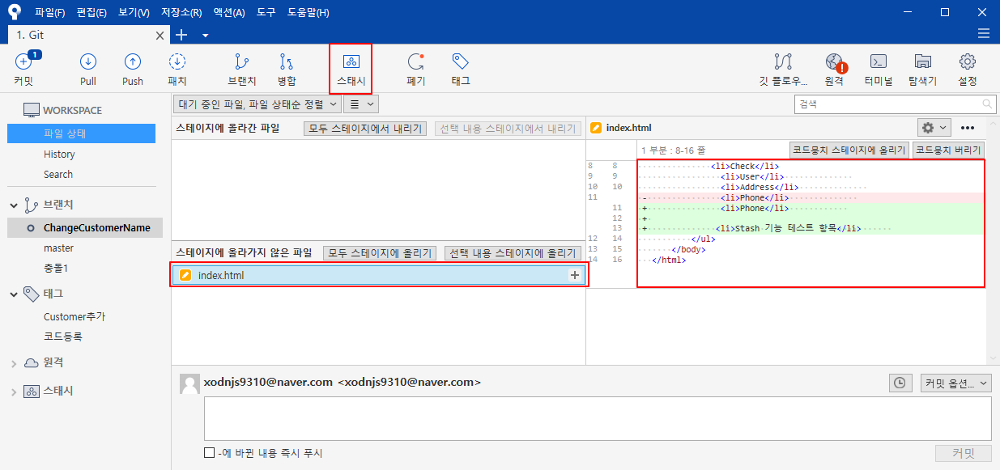 파일(F) 편집(E) 보기(V) 저장소(R) 액션(A) 도구 도움말(H)
1. Git
1
커밋 Pull Push 패치 브랜치 병합 스태시 폐기 태그 깃 플로우... 원격 터미널 탐색기 설정
WORKSPACE
파일 상태
History
Search
브랜치
ChangeCustomerName
master
충돌1
태그
Customer추가
코드등록
원격
스태시
대기 중인 파일, 파일 상태순 정렬
검색
스테이지에 올라간 파일 모두 스테이지에서 내리기 선택 내용 스테이지에서 내리기
스테이지에 올라가지 않은 파일 모두 스테이지에 올리기 선택 내용 스테이지에 올리기
index.html
index.html
1 부분 : 8-16 줄 코드뭉치 스테이지에 올리기 코드뭉치 버리기
8 8 <li>Check</li>
9 9 <li>User</li>
10 10 <li>Address</li>
11 - <li>Phone</li>
11 + <li>Phone</li>
12 +
13 + <li>Stash 기능 테스트 항목</li>
12 14 </ul>
13 15 </body>
14 16 </html>
xodnjs9310@naver.com <xodnjs9310@naver.com>
커밋 옵션...
-에 바뀐 내용 즉시 푸시
커밋